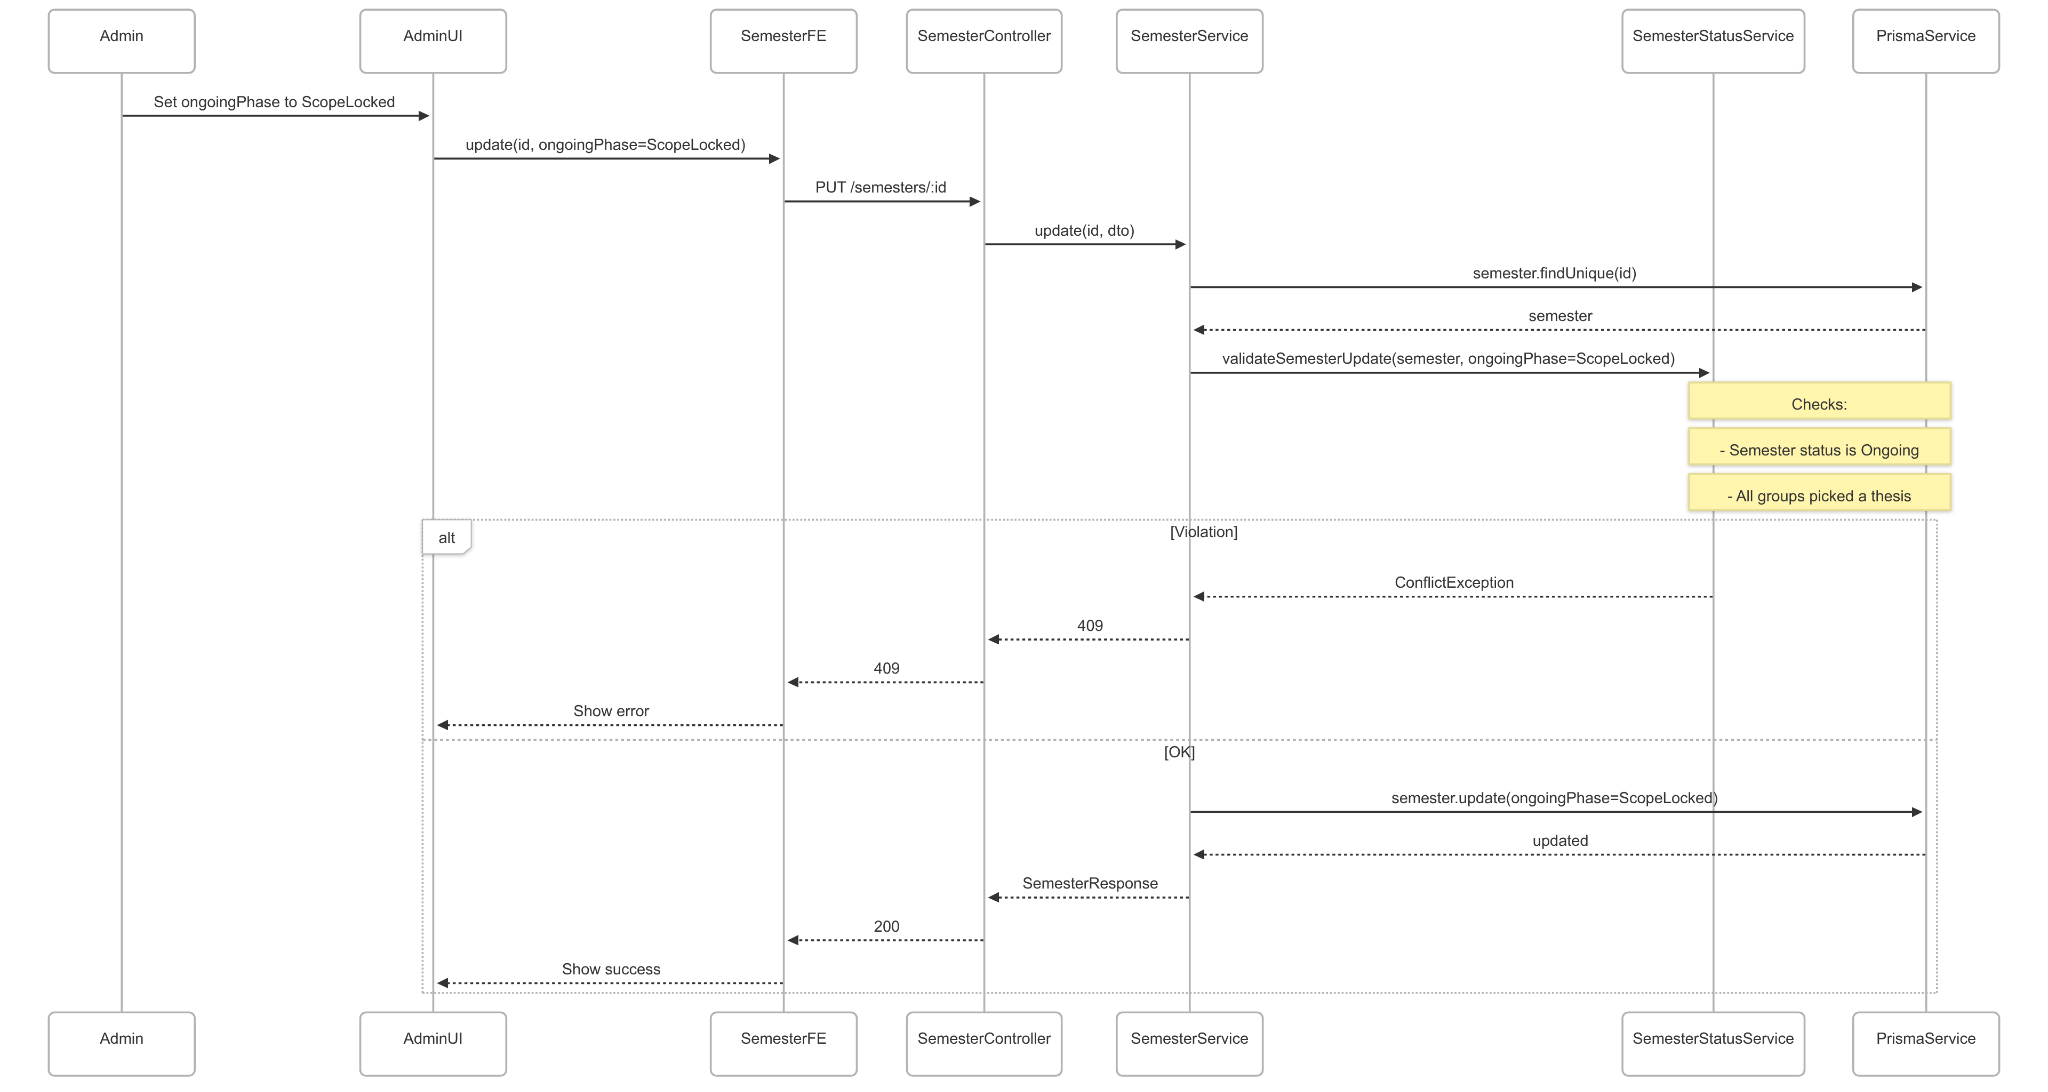 Admin
AdminUI
SemesterFE
SemesterController
SemesterService
SemesterStatusService
PrismaService
Set ongoingPhase to ScopeLocked
update(id, ongoingPhase=ScopeLocked)
PUT /semesters/:id
update(id, dto)
semester.findUnique(id)
semester
validateSemesterUpdate(semester, ongoingPhase=ScopeLocked)
Checks:
- Semester status is Ongoing
- All groups picked a thesis
alt
[Violation]
ConflictException
409
409
Show error
[OK]
semester.update(ongoingPhase=ScopeLocked)
updated
SemesterResponse
200
Show success
Admin
AdminUI
SemesterFE
SemesterController
SemesterService
SemesterStatusService
PrismaService